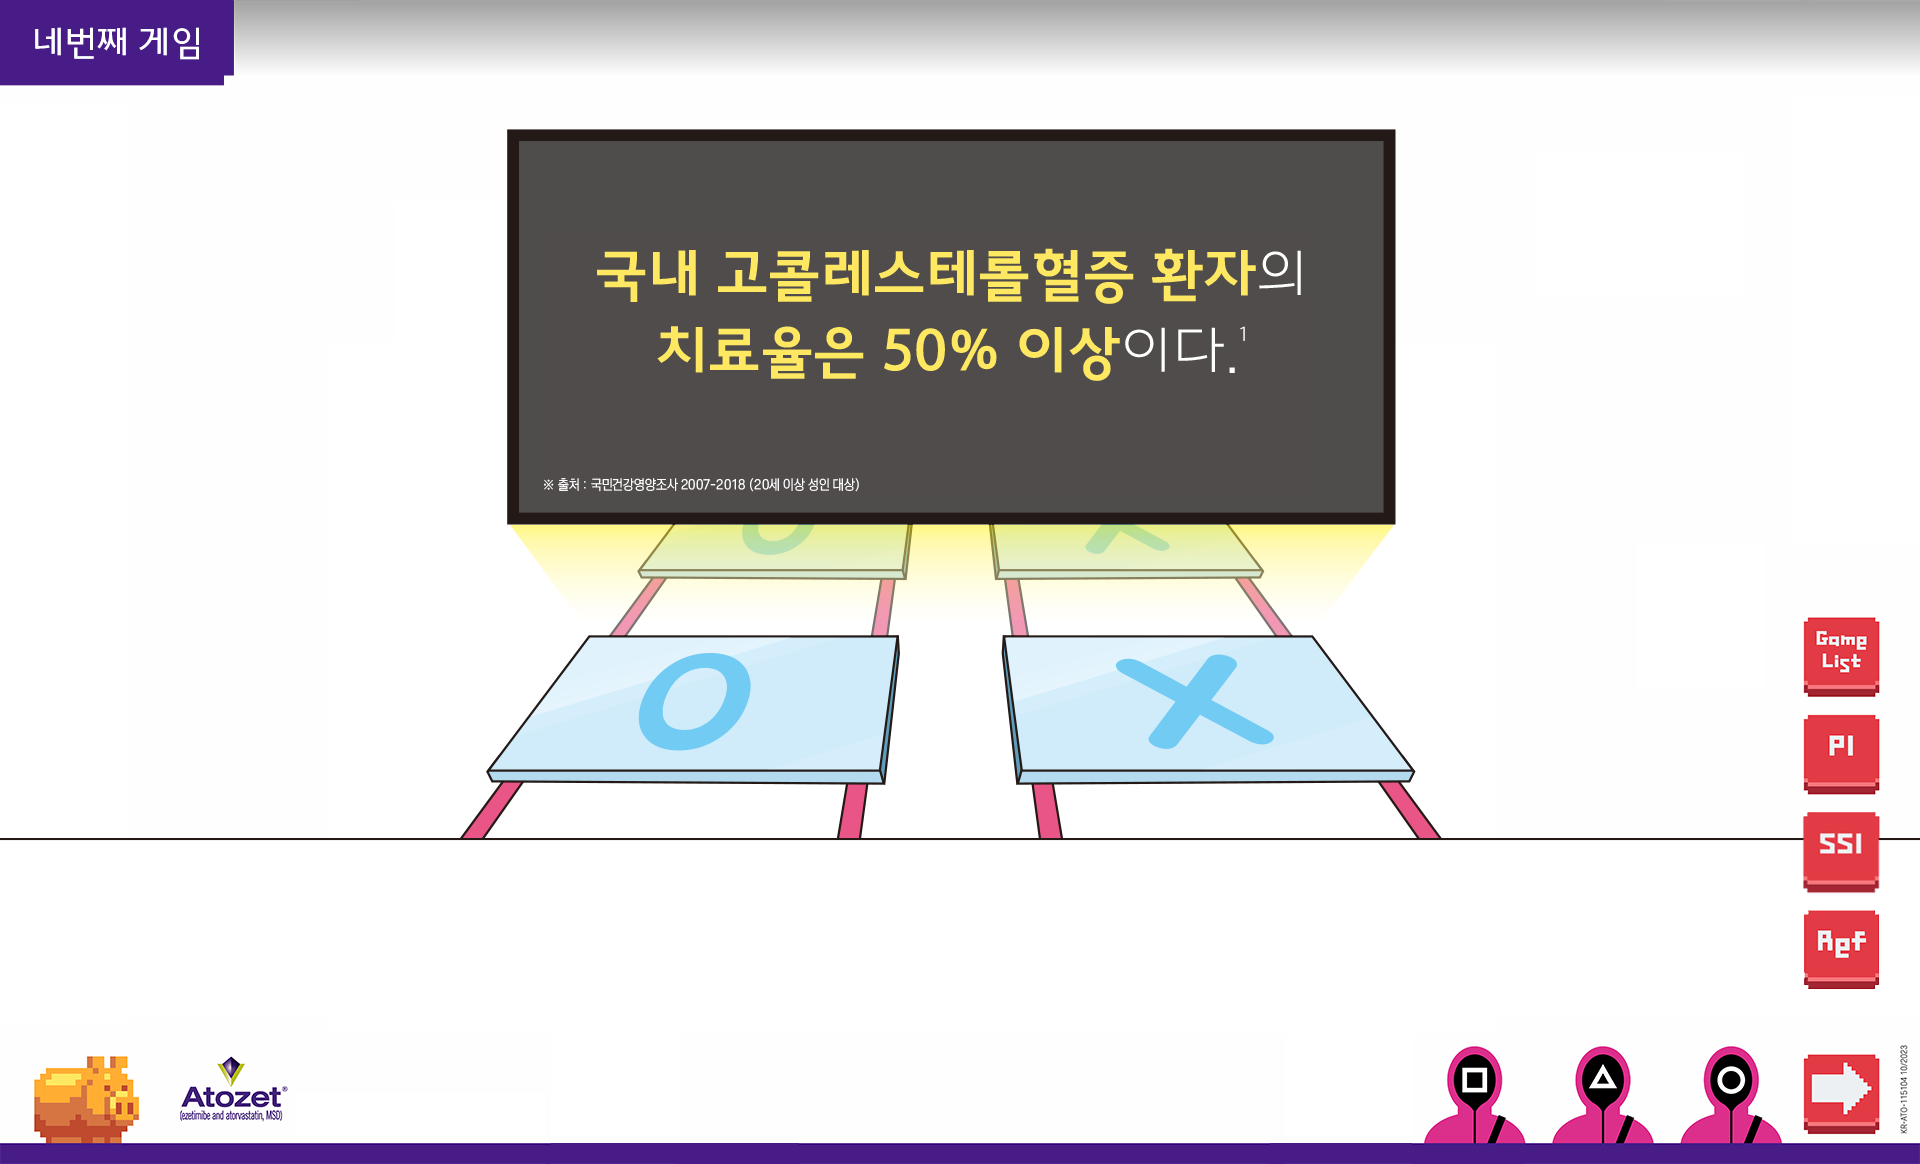 네번째 게임
국내 고콜레스테롤혈증 환자의
치료율은 50% 이상이다.1
※ 출처 : 국민건강영양조사 2007-2018 (20세 이상 성인 대상)
O X
O X
Game
List
PI
SSI
Ref
Atozet®
(ezetimibe and atorvastatin, MSD)
KR-ATO-115104 10/2023